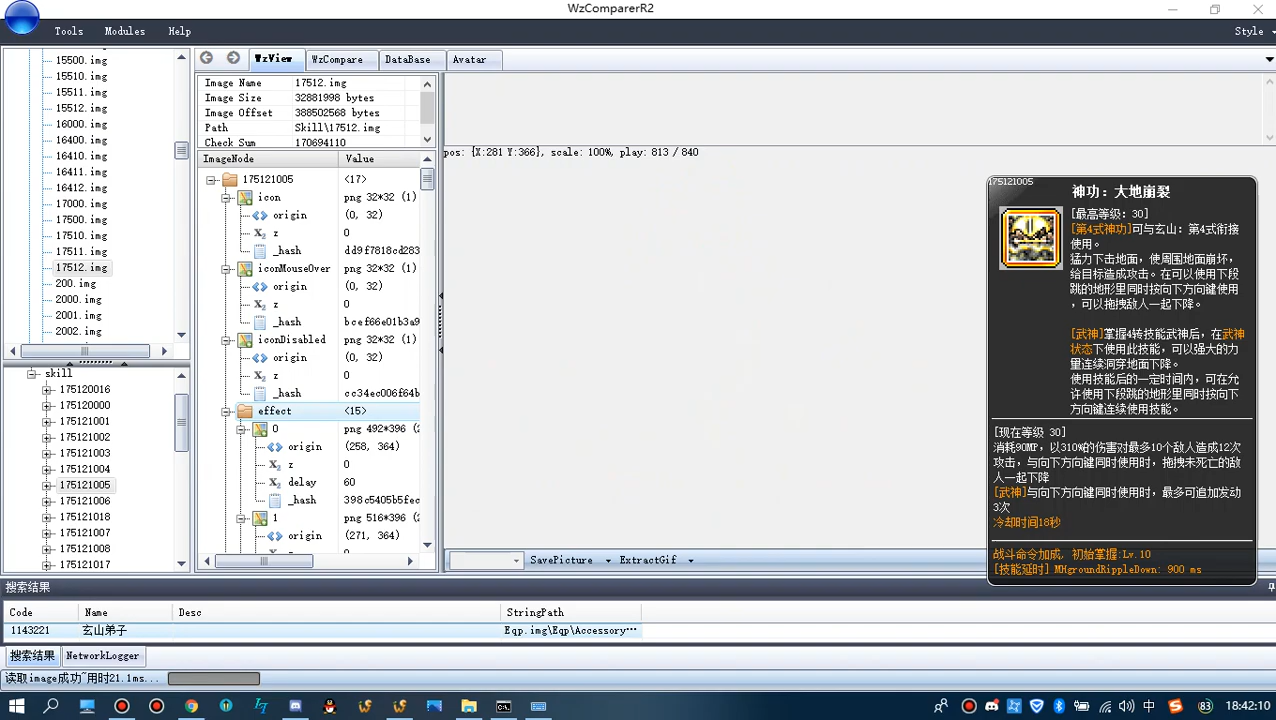 WzComparerR2
Tools Modules Help Style
15500.img
15510.img
15511.img
15512.img
16000.img
16400.img
16410.img
16411.img
16412.img
17000.img
17500.img
17510.img
17511.img
17512.img
200.img
2000.img
2001.img
2002.img
skill
175120016
175120000
175121001
175121002
175121003
175121004
175121005
175121006
175121018
175121007
175121008
175121017
WzView WzCompare DataBase Avatar
Image Name 17512.img
Image Size 32881998 bytes
Image Offset 388502568 bytes
Path Skill\17512.img
Check Sum 170694110
ImageNode Value
175121005 <17>
icon png 32*32 (1)
origin (0, 32)
z 0
_hash dd9f7818cd283
iconMouseOver png 32*32 (1)
origin (0, 32)
z 0
_hash bcef66e01b3a9
iconDisabled png 32*32 (1)
origin (0, 32)
z 0
_hash cc34ec006f64b
effect <15>
0 png 492*396 (2
origin (258, 364)
z 0
delay 60
_hash 398c5405b5fec
1 png 516*396 (2
origin (271, 364)
pos: {X:281 Y:366}, scale: 100%, play: 813 / 840
175121005
神功：大地崩裂
[最高等级：30]
[第4式神功]可与玄山：第4式衔接
使用。
猛力下击地面，使周围地面崩坏，
给目标造成攻击。在可以使用下段
跳的地形里同时按向下方向键使用
，可以拖拽敌人一起下降。
[武神]掌握4转技能武神后，在武神
状态下使用此技能，可以强大的力
量连续洞穿地面下降。
使用技能后的一定时间内，可在允
许使用下段跳的地形里同时按向下
方向键连续使用技能。
[现在等级 30]
消耗90MP，以310%的伤害对最多10个敌人造成12次
攻击，与向下方向键同时使用时，拖拽未死亡的敌
人一起下降
[武神]与向下方向键同时使用时，最多可追加发动
3次
冷却时间18秒
战斗命令加成, 初始掌握:Lv.10
[技能延时] MHgroundRippleDown: 900 ms
SavePicture ExtractGif
搜索结果
Code Name Desc StringPath
1143221 玄山弟子 Eqp.img\Eqp\Accessory…
搜索结果 NetworkLogger
读取image成功~用时21.1ms...
中 83 18:42:10